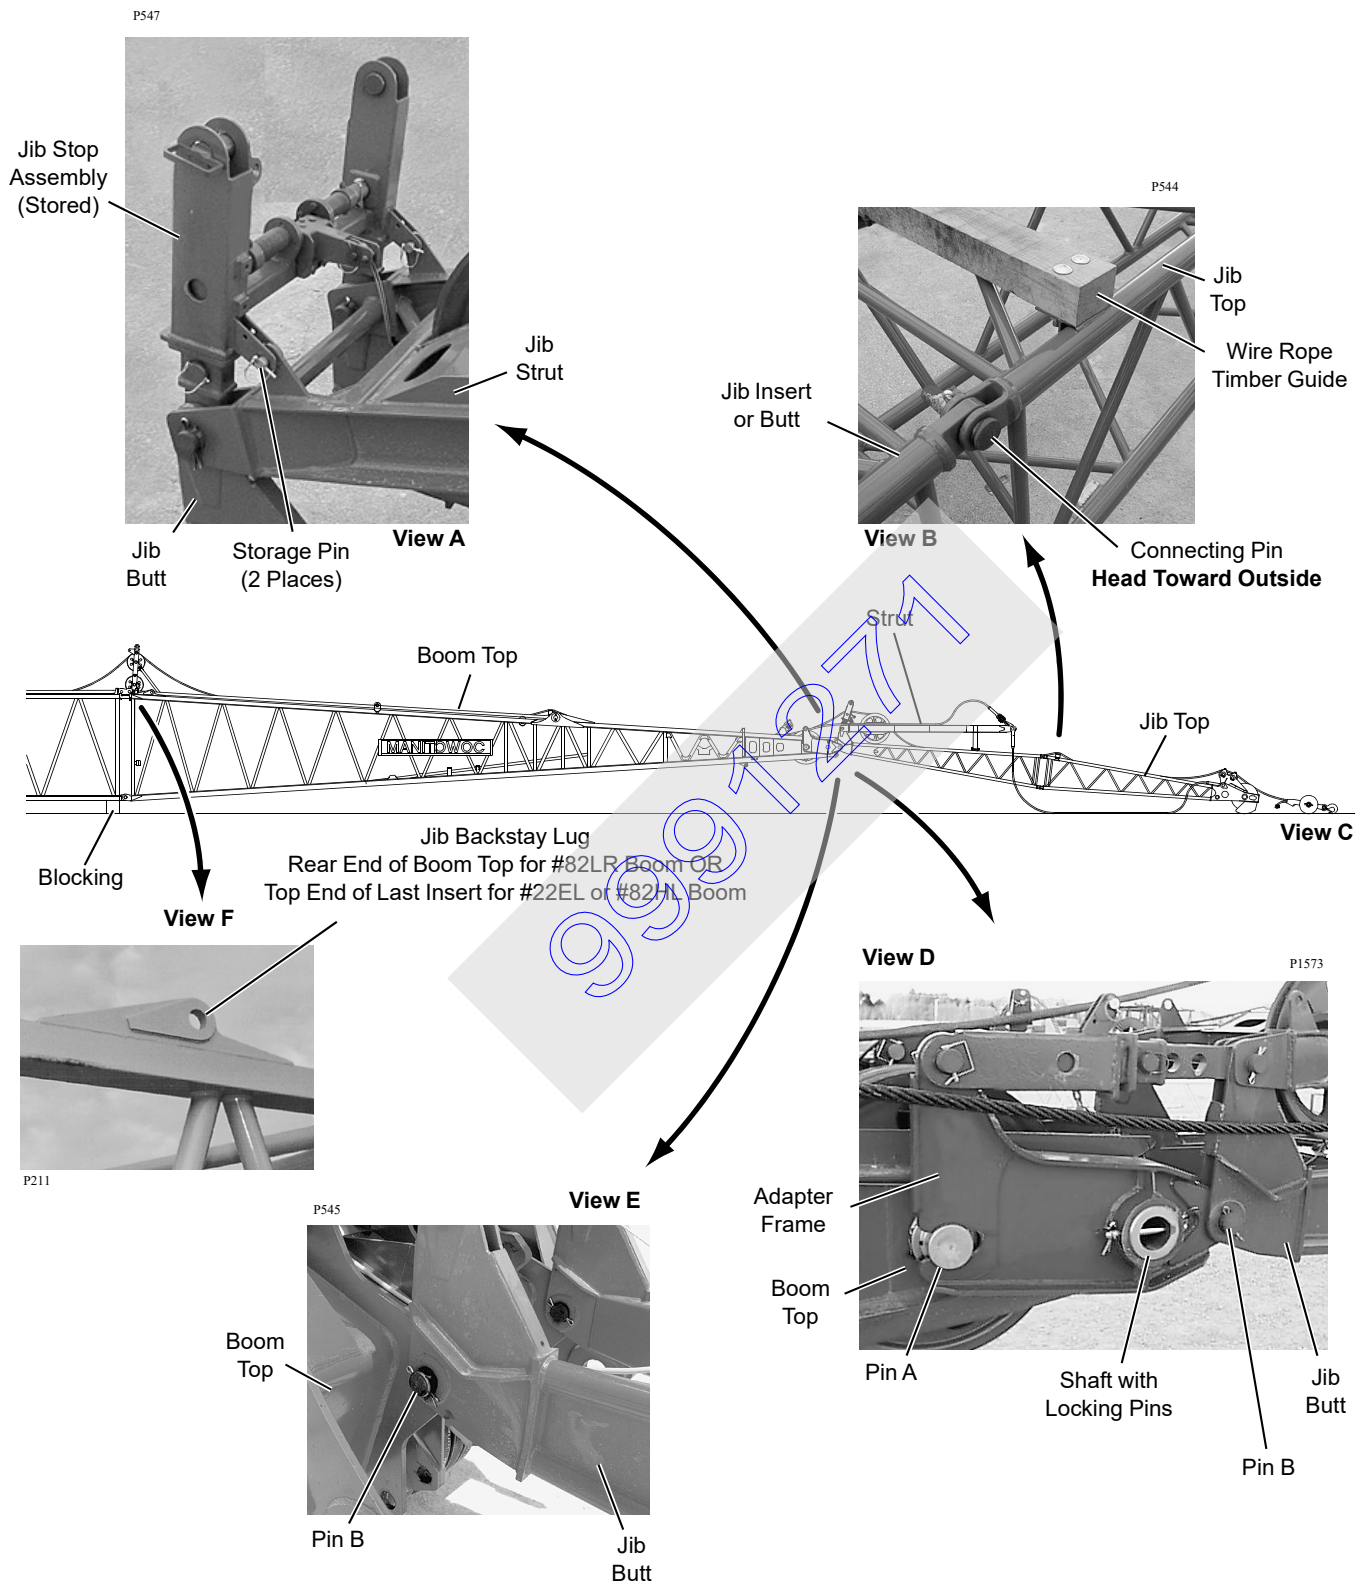 P547
Jib Stop
Assembly
(Stored)
Jib
Strut
Jib
Butt
Storage Pin
(2 Places)
View A
P544
Jib
Top
Wire Rope
Timber Guide
Jib Insert
or Butt
View B
Connecting Pin
Head Toward Outside
Strut
Boom Top
MANITOWOC
Jib Top
View C
Blocking
Jib Backstay Lug
Rear End of Boom Top for #82LR Boom OR
Top End of Last Insert for #22EL or #82HL Boom
View F
P211
View D
P1573
Adapter
Frame
Boom
Top
Pin A
Shaft with
Locking Pins
Jib
Butt
Pin B
View E
P545
Boom
Top
Pin B
Jib
Butt
9991271